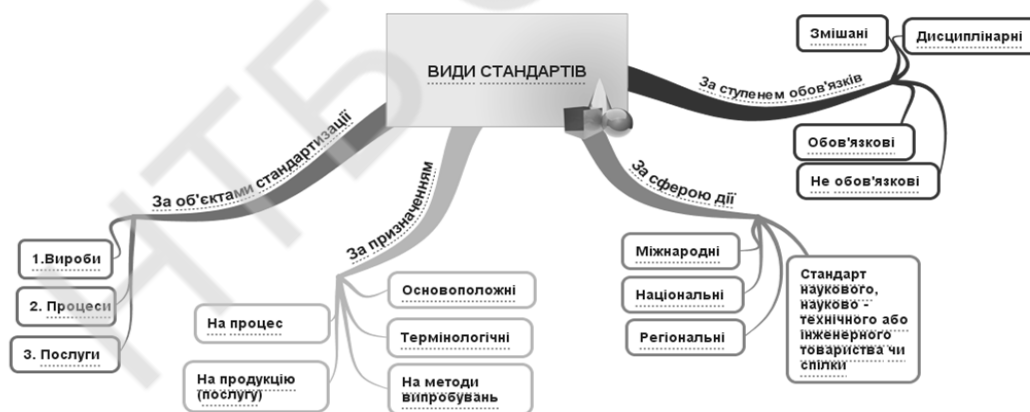 ВИДИ СТАНДАРТІВ
За об'єктами стандартизації
1.Вироби
2. Процеси
3. Послуги
За призначенням
На процес
На продукцію
(послугу)
Основоположні
Термінологічні
На методи
випробувань
За сферою дії
Міжнародні
Національні
Регіональні
Стандарт
наукового,
науково -
технічного або
інженерного
товариства чи
спілки
За ступенем обов'язків
Змішані
Дисциплінарні
Обов'язкові
Не обов'язкові
НТБ